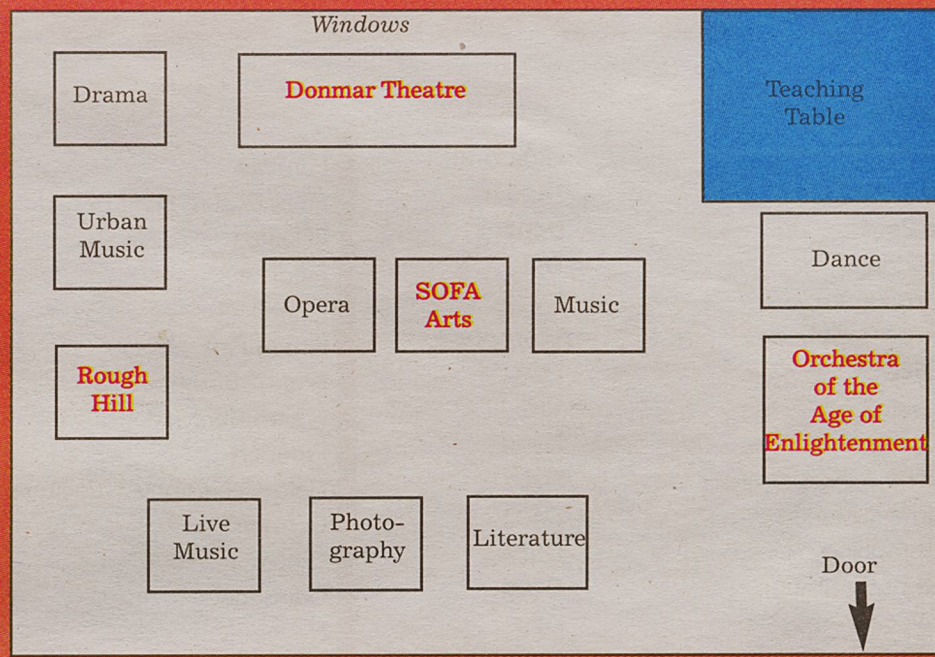 Windows
Drama
Donmar Theatre
Teaching
Table
Urban
Music
Dance
Opera
SOFA
Arts
Music
Rough
Hill
Orchestra
of the
Age of
Enlightenment
Live
Music
Photo-
graphy
Literature
Door